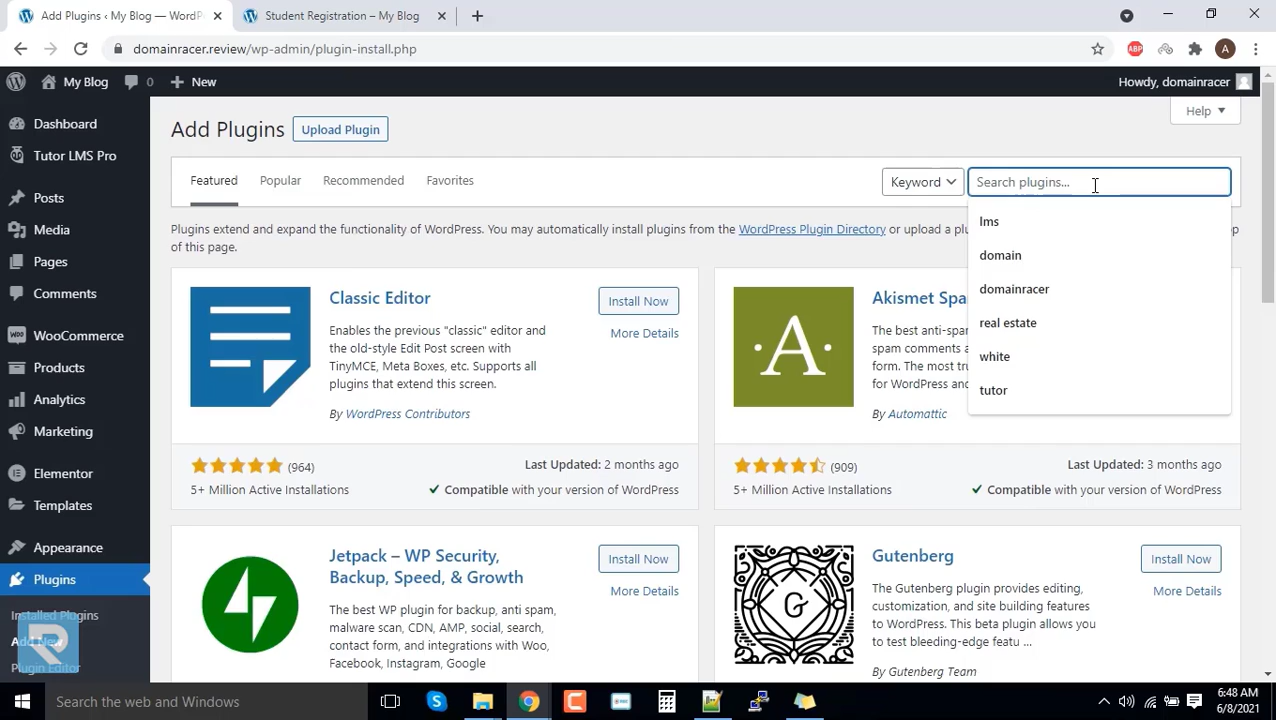 Add Plugins ‹ My Blog — WordP
Student Registration – My Blog
domainracer.review/wp-admin/plugin-install.php
ABP
A
My Blog
0
New
Howdy, domainracer
Dashboard
Tutor LMS Pro
Posts
Media
Pages
Comments
WooCommerce
Products
Analytics
Marketing
Elementor
Templates
Appearance
Plugins
Installed Plugins
Add New
Plugin Editor
Help
Add Plugins
Upload Plugin
Featured
Popular
Recommended
Favorites
Keyword
Search plugins...
lms
domain
domainracer
real estate
white
tutor
Plugins extend and expand the functionality of WordPress. You may automatically install plugins from the WordPress Plugin Directory or upload a
of this page.
Classic Editor
Install Now
More Details
Enables the previous "classic" editor and
the old-style Edit Post screen with
TinyMCE, Meta Boxes, etc. Supports all
plugins that extend this screen.
By WordPress Contributors
(964)
Last Updated: 2 months ago
5+ Million Active Installations
Compatible with your version of WordPress
·A·
Akismet Spa
The best anti-spa
spam comments a
form. The most tru
for WordPress and
By Automattic
(909)
Last Updated: 3 months ago
5+ Million Active Installations
Compatible with your version of WordPress
Jetpack – WP Security,
Backup, Speed, & Growth
Install Now
More Details
The best WP plugin for backup, anti spam,
malware scan, CDN, AMP, social, search,
contact form, and integrations with Woo,
Facebook, Instagram, Google
G
Gutenberg
Install Now
More Details
The Gutenberg plugin provides editing,
customization, and site building features
to WordPress. This beta plugin allows you
to test bleeding-edge featu ...
By Gutenberg Team
Search the web and Windows
6:48 AM
6/8/2021